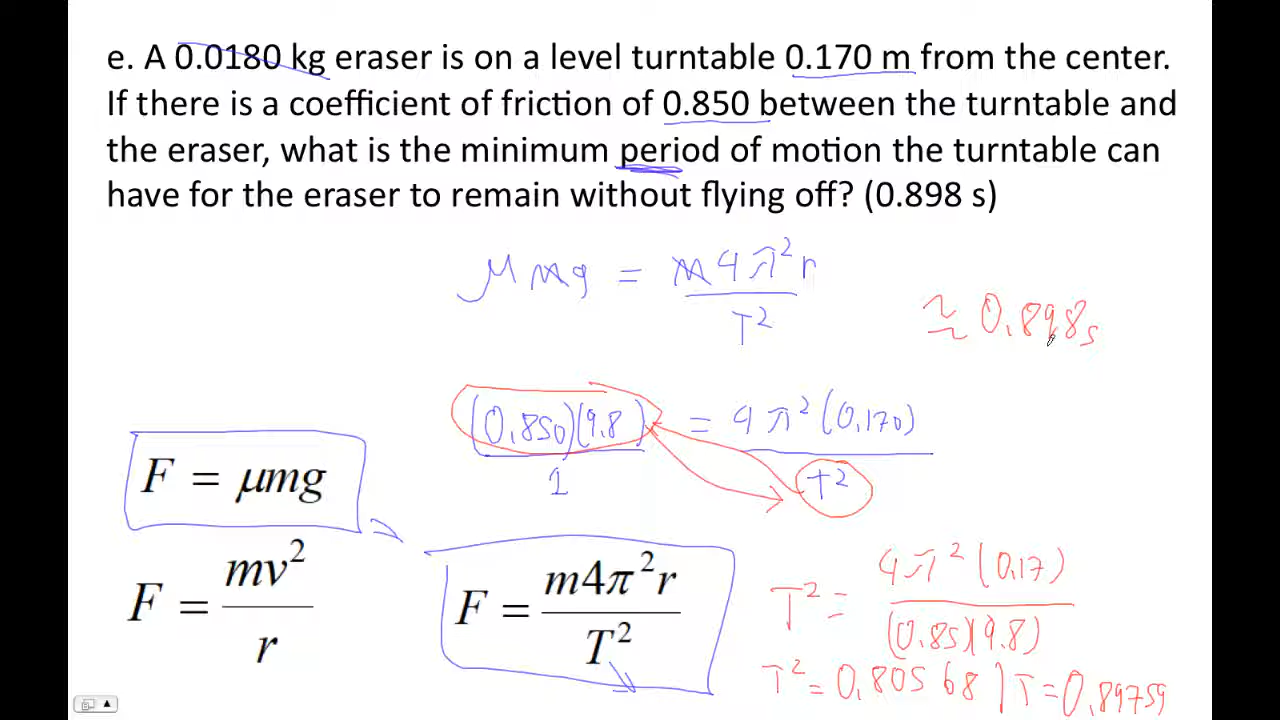 e. A 0.0180 kg eraser is on a level turntable 0.170 m from the center.
If there is a coefficient of friction of 0.850 between the turntable and
the eraser, what is the minimum period of motion the turntable can
have for the eraser to remain without flying off? (0.898 s)
μmg = m4π²r / T²
≈ 0.898s
(0.850)(9.8) / 1 = 4π²(0.170) / T²
F = μmg
F = mv² / r
F = m4π²r / T²
T² = 4π²(0.17) / (0.85)(9.8)
T² = 0.80568 T = 0.89759